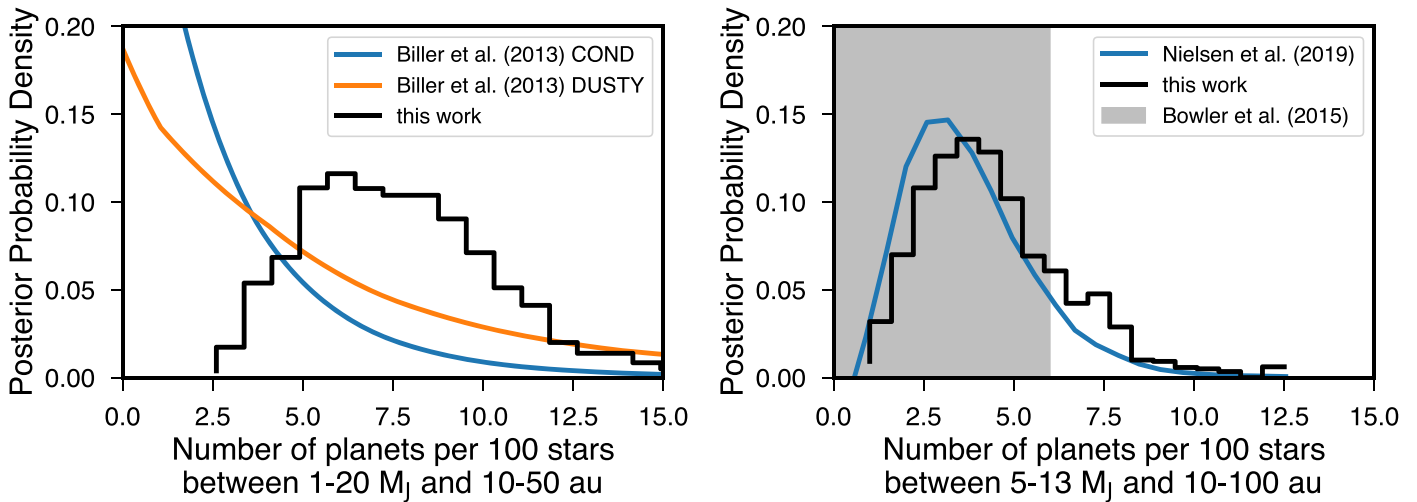 Posterior Probability Density
0.20
0.15
0.10
0.05
0.00
Biller et al. (2013) COND
Biller et al. (2013) DUSTY
this work
0.0 2.5 5.0 7.5 10.0 12.5 15.0
Number of planets per 100 stars
between 1-20 MJ and 10-50 au
Posterior Probability Density
0.20
0.15
0.10
0.05
0.00
Nielsen et al. (2019)
this work
Bowler et al. (2015)
0.0 2.5 5.0 7.5 10.0 12.5 15.0
Number of planets per 100 stars
between 5-13 MJ and 10-100 au